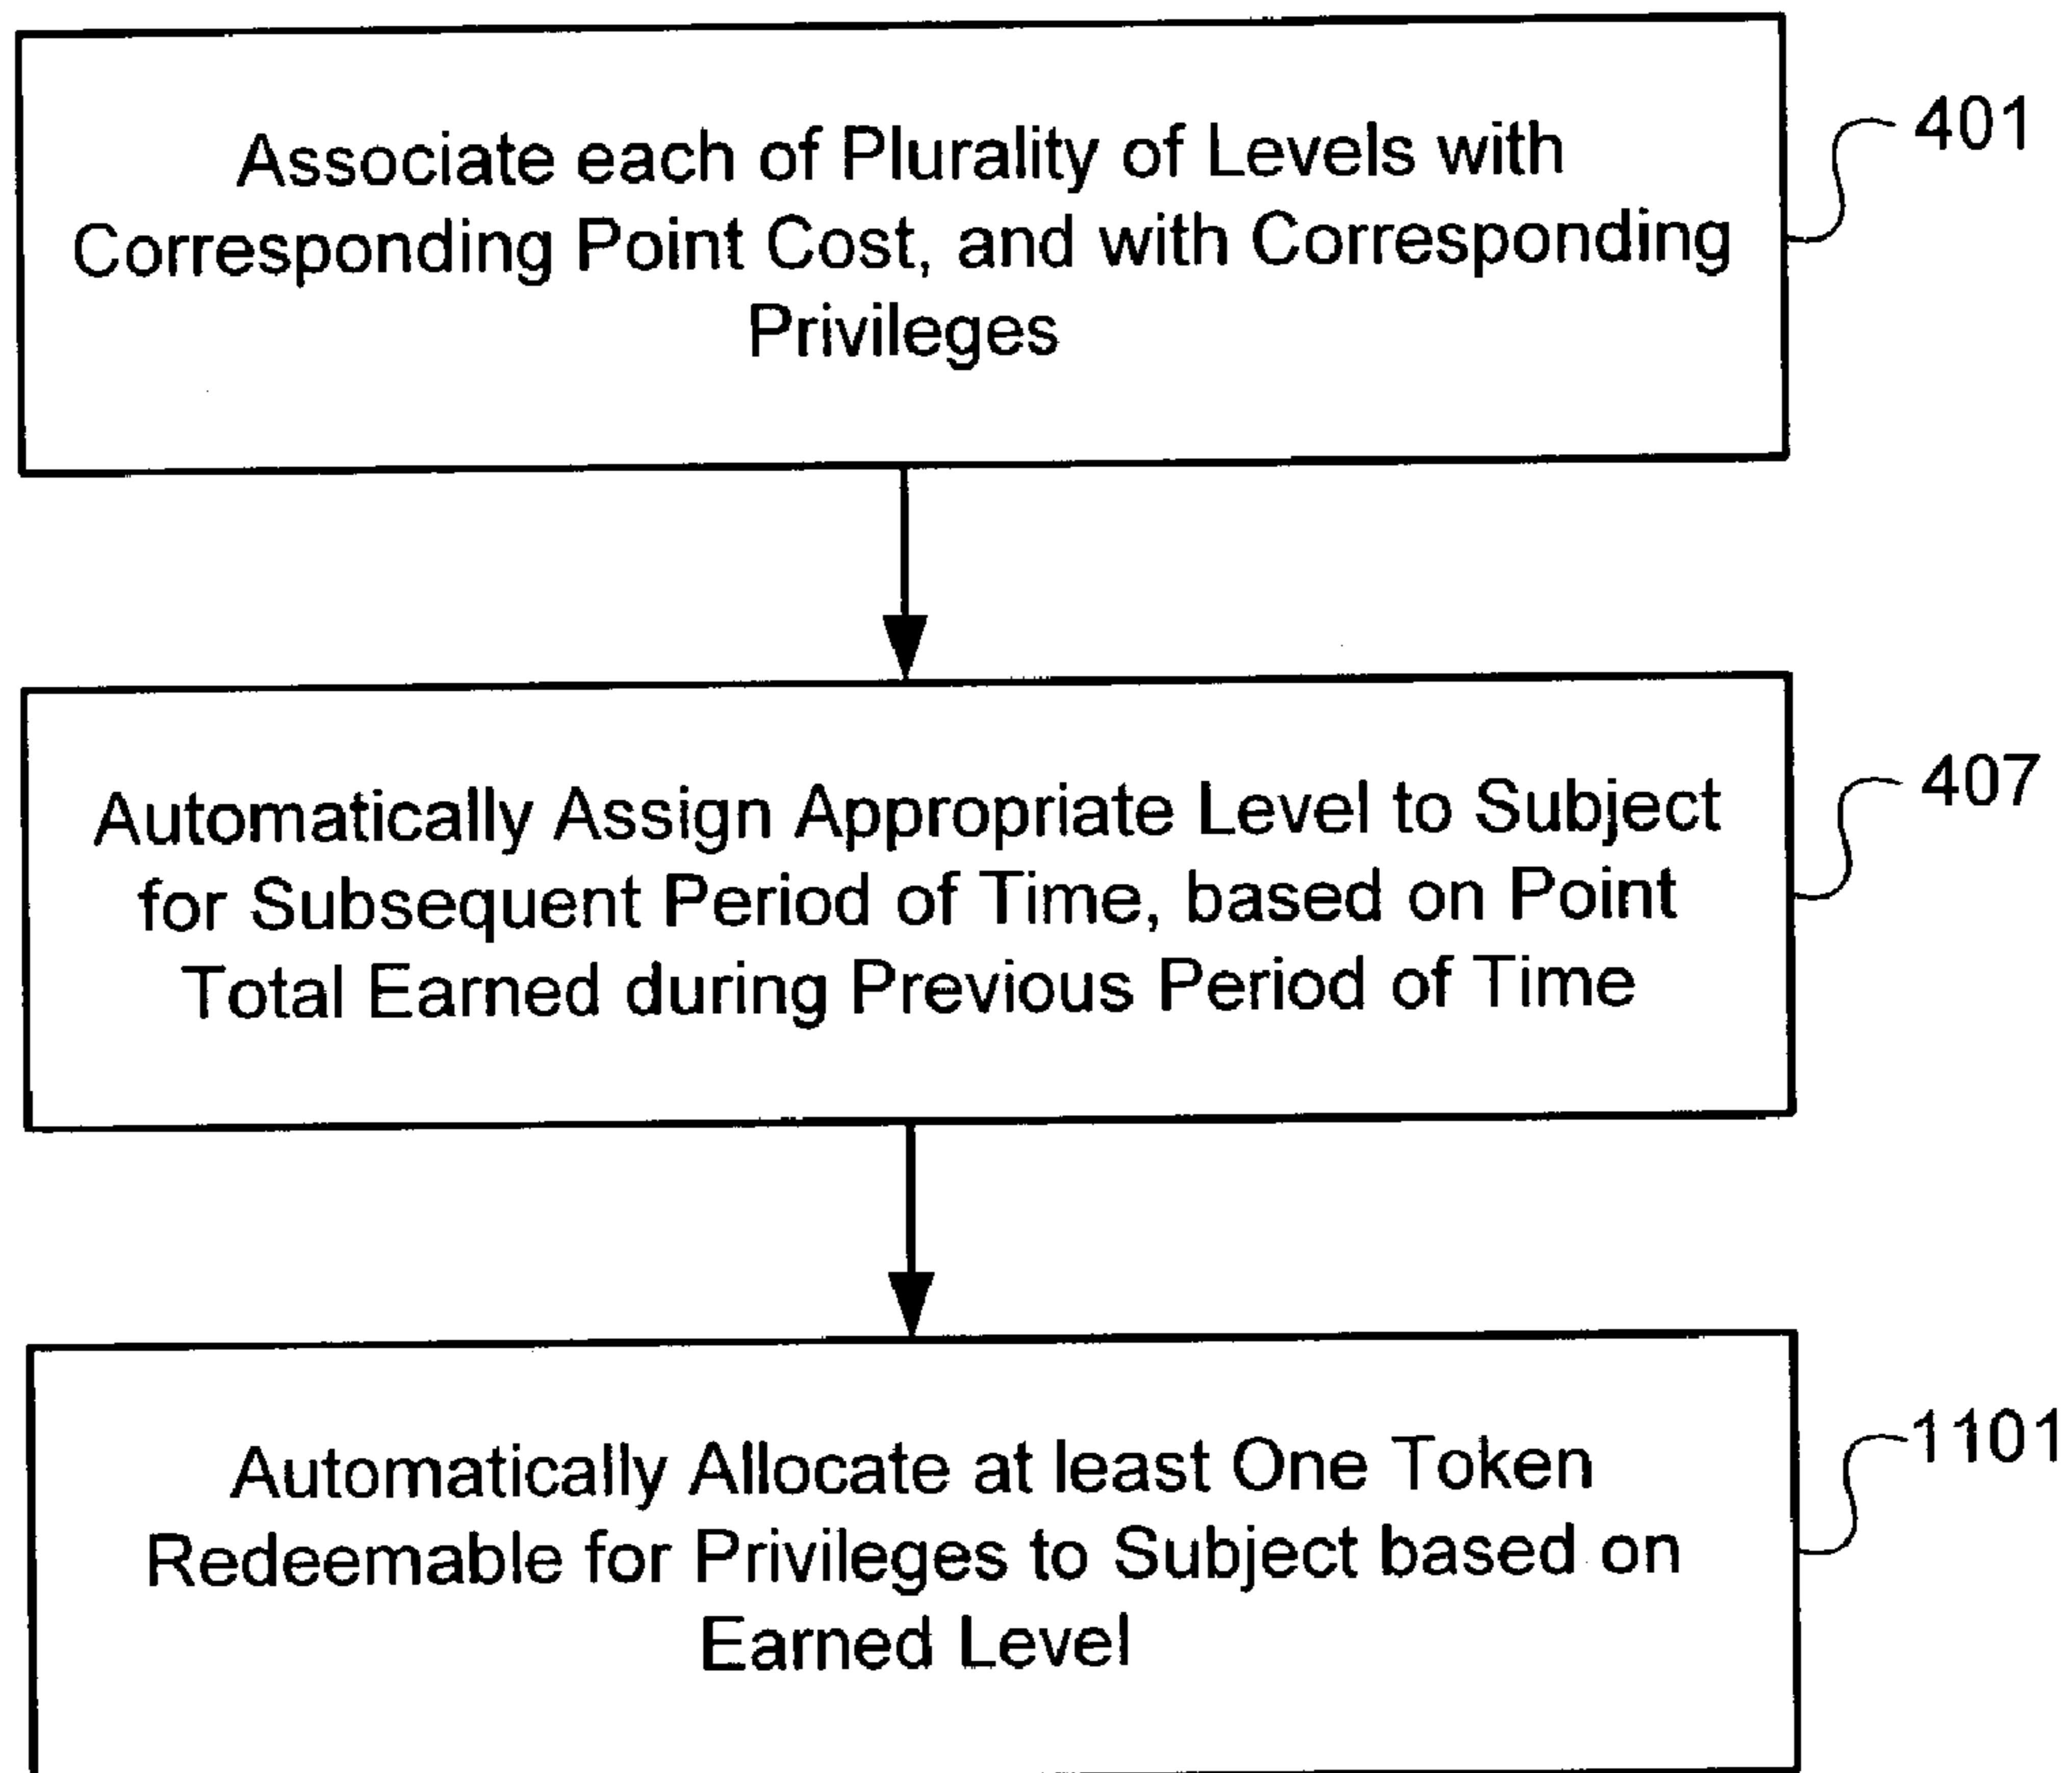 Associate each of Plurality of Levels with
Corresponding Point Cost, and with Corresponding
Privileges
401
Automatically Assign Appropriate Level to Subject
for Subsequent Period of Time, based on Point
Total Earned during Previous Period of Time
407
Automatically Allocate at least One Token
Redeemable for Privileges to Subject based on
Earned Level
1101